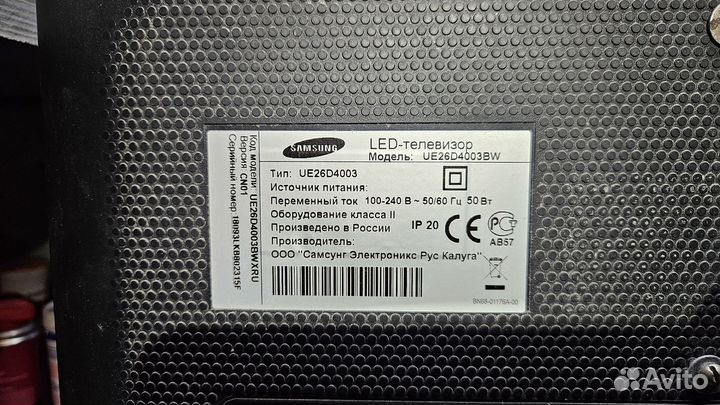 SAMSUNG
LED-телевизор
Модель: UE26D4003BW
Тип: UE26D4003
Источник питания:
Переменный ток 100-240 В ~ 50/60 Гц 50 Вт
Оборудование класса II
Произведено в России
IP 20
CE
АВ57
Производитель:
ООО "Самсунг Электроникс Рус Калуга"
BN68-01176A-00
Код модели: UE26D4003BWXRU
Версия: CN01
Серийный номер:
Avito